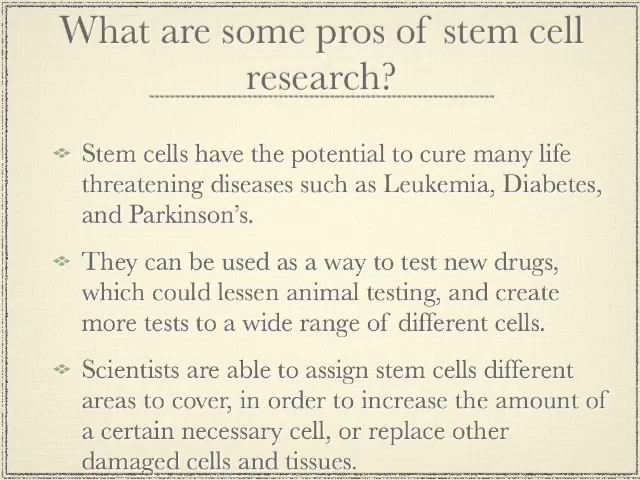 What are some pros of stem cell
research?
Stem cells have the potential to cure many life
threatening diseases such as Leukemia, Diabetes,
and Parkinson's.
They can be used as a way to test new drugs,
which could lessen animal testing, and create
more tests to a wide range of different cells.
Scientists are able to assign stem cells different
areas to cover, in order to increase the amount of
a certain necessary cell, or replace other
damaged cells and tissues.